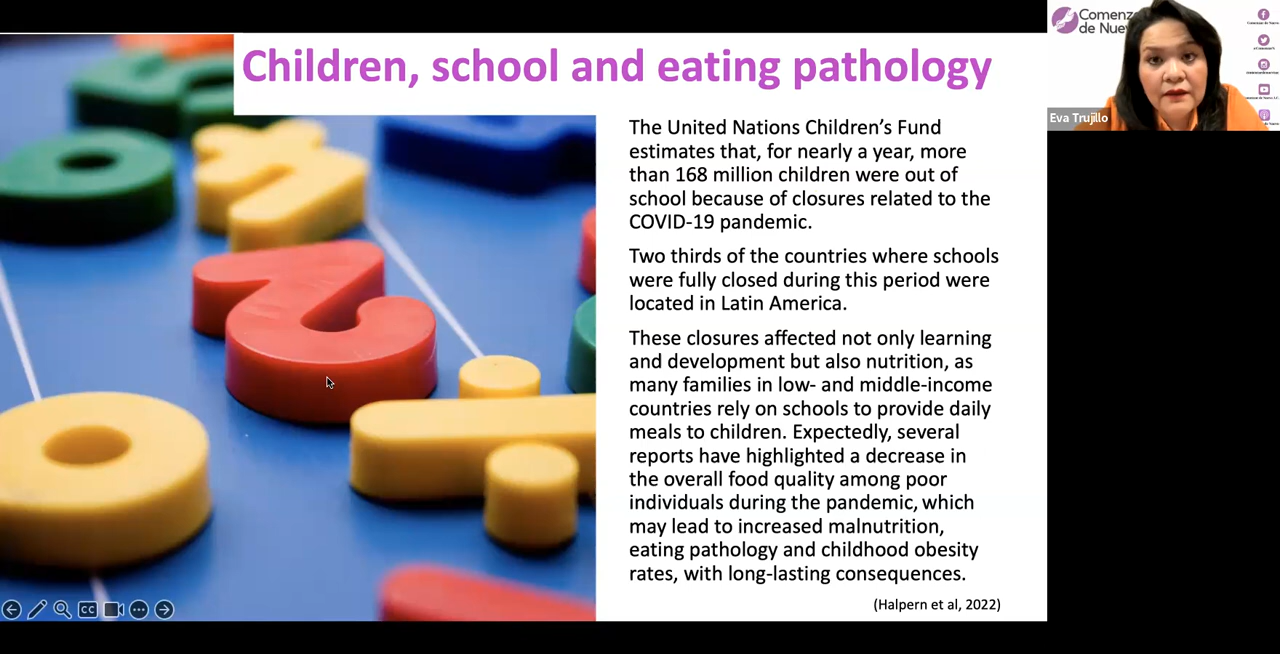 Children, school and eating pathology
The United Nations Children’s Fund
estimates that, for nearly a year, more
than 168 million children were out of
school because of closures related to the
COVID-19 pandemic.
Two thirds of the countries where schools
were fully closed during this period were
located in Latin America.
These closures affected not only learning
and development but also nutrition, as
many families in low- and middle-income
countries rely on schools to provide daily
meals to children. Expectedly, several
reports have highlighted a decrease in
the overall food quality among poor
individuals during the pandemic, which
may lead to increased malnutrition,
eating pathology and childhood obesity
rates, with long-lasting consequences.
(Halpern et al, 2022)
Comenz
de Nuev
Eva Trujillo
CC